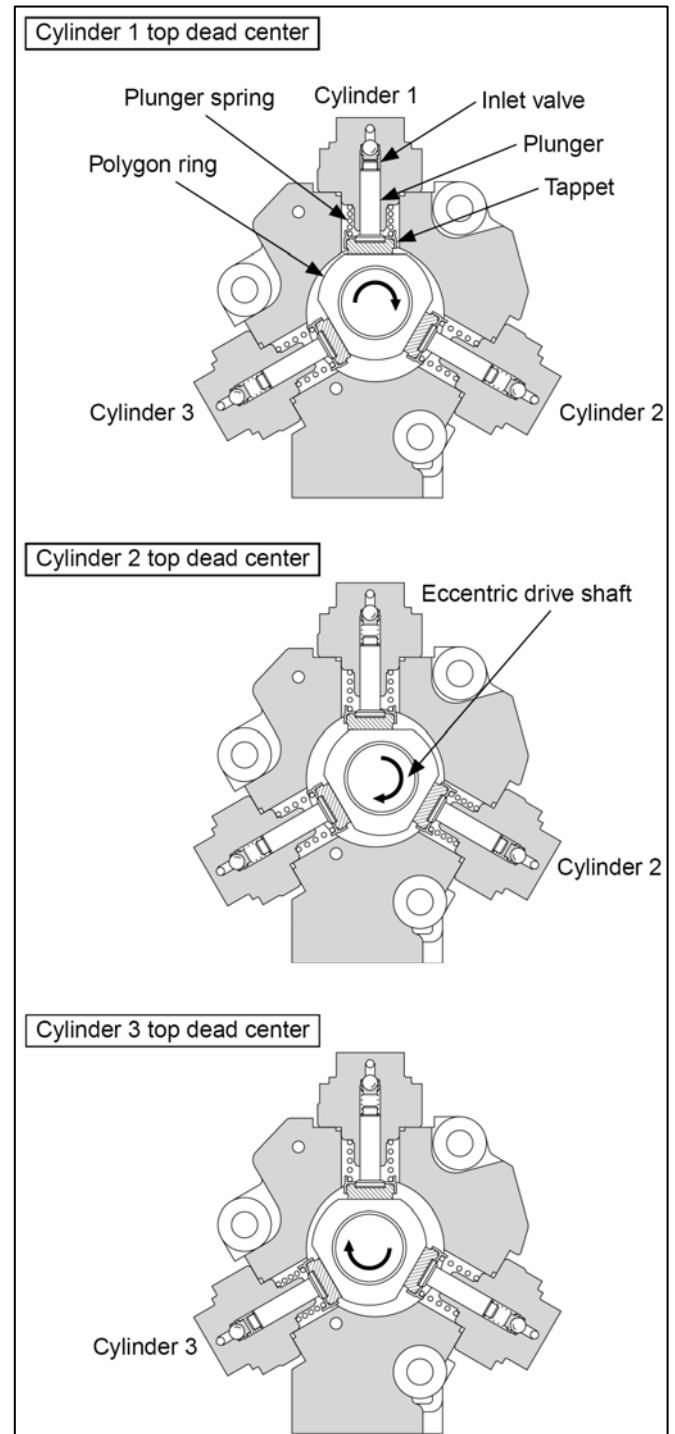 Cylinder 1 top dead center
Plunger spring
Cylinder 1
Inlet valve
Polygon ring
Plunger
Tappet
Cylinder 3
Cylinder 2
Cylinder 2 top dead center
Eccentric drive shaft
Cylinder 2
Cylinder 3 top dead center
Cylinder 3